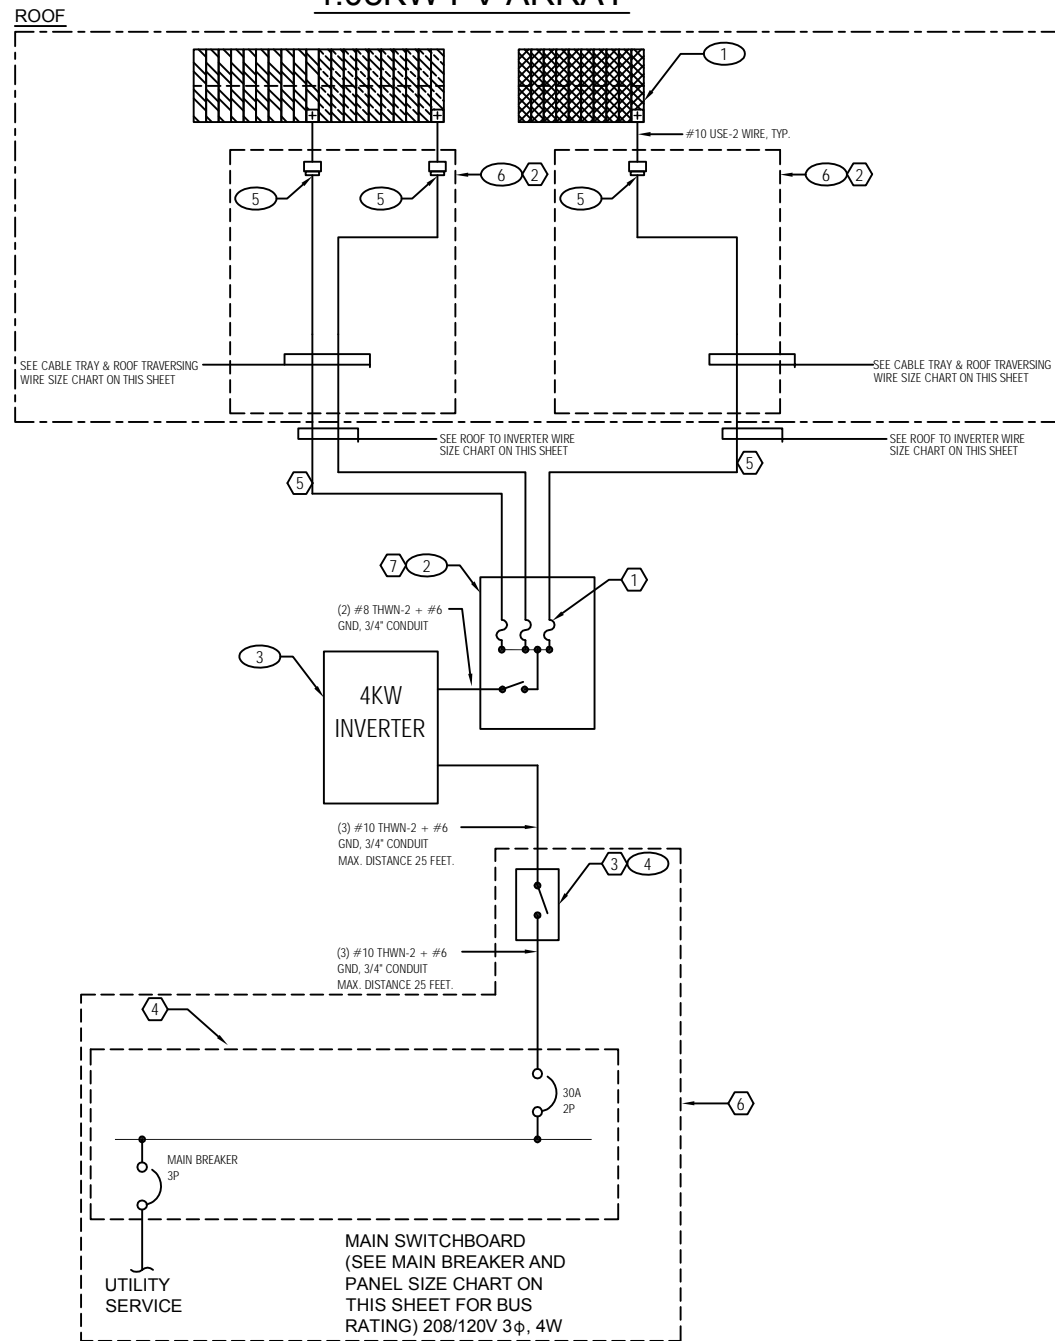 ROOF
1
#10 USE-2 WIRE, TYP.
5
5
6
2
5
6
2
SEE CABLE TRAY & ROOF TRAVERSING
WIRE SIZE CHART ON THIS SHEET
SEE CABLE TRAY & ROOF TRAVERSING
WIRE SIZE CHART ON THIS SHEET
SEE ROOF TO INVERTER WIRE
SIZE CHART ON THIS SHEET
SEE ROOF TO INVERTER WIRE
SIZE CHART ON THIS SHEET
5
5
7
2
1
(2) #8 THWN-2 + #6
GND, 3/4" CONDUIT
3
4KW
INVERTER
(3) #10 THWN-2 + #6
GND, 3/4" CONDUIT
MAX. DISTANCE 25 FEET.
3
4
(3) #10 THWN-2 + #6
GND, 3/4" CONDUIT
MAX. DISTANCE 25 FEET.
4
30A
2P
6
MAIN BREAKER
3P
MAIN SWITCHBOARD
(SEE MAIN BREAKER AND
PANEL SIZE CHART ON
THIS SHEET FOR BUS
RATING) 208/120V 3ϕ, 4W
UTILITY
SERVICE